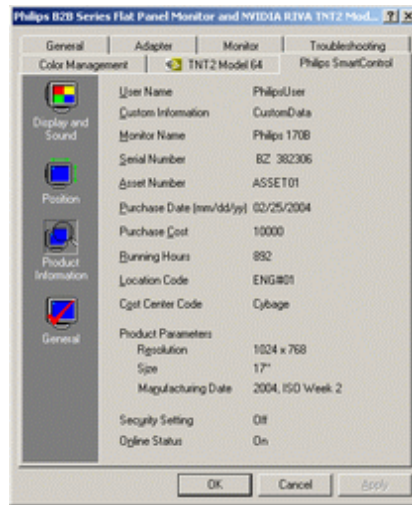 Philips B2B Series Flat Panel Monitor and NVIDIA RIVA TNT2 Mod... ? x
General Adapter Monitor Troubleshooting
Color Management TNT2 Model 64 Philips SmartControl
Display and Sound
Position
Product Information
General
User Name PhilipsUser
Custom Information CustomData
Monitor Name Philips 170B
Serial Number BZ 382306
Asset Number ASSET01
Purchase Date (mm/dd/yy) 02/25/2004
Purchase Cost 10000
Running Hours 892
Location Code ENG#01
Cost Center Code Cybage
Product Parameters
Resolution 1024 x 768
Size 17"
Manufacturing Date 2004, ISO Week 2
Security Setting Off
Online Status On
OK Cancel Apply